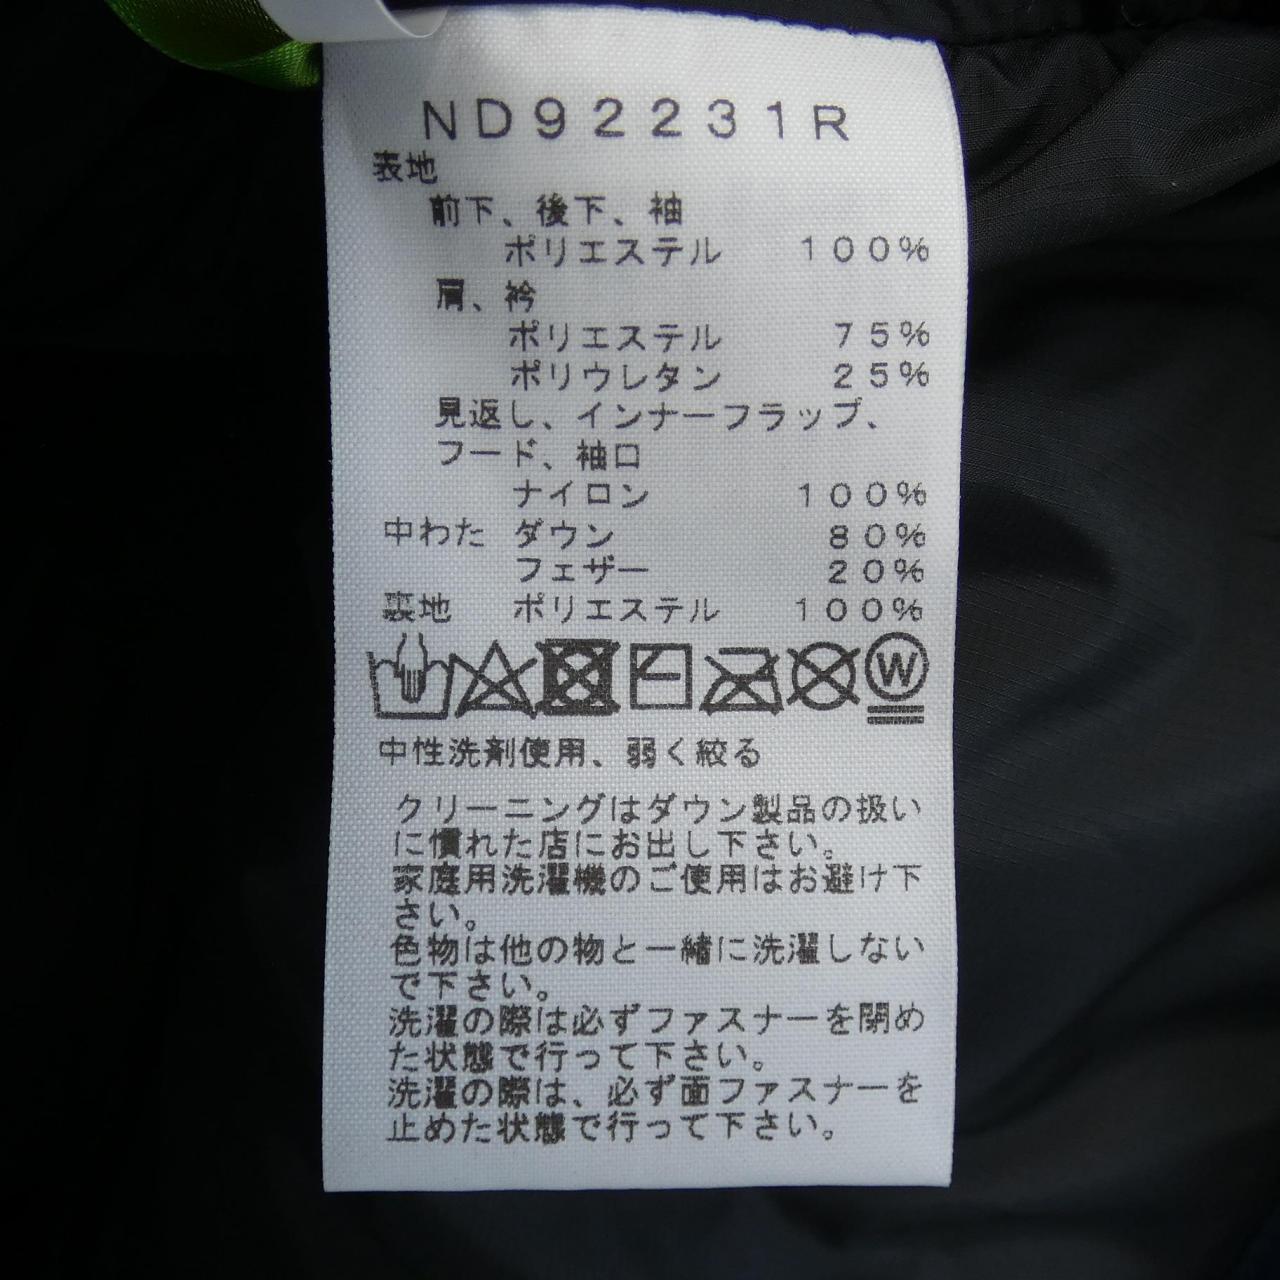 ND92231R
表地
前下、後下、袖
ポリエステル 100%
肩、衿
ポリエステル 75%
ポリウレタン 25%
見返し、インナーフラップ、
フード、袖口
ナイロン 100%
中わた ダウン 80%
フェザー 20%
裏地 ポリエステル 100%
W
中性洗剤使用、弱く絞る
クリーニングはダウン製品の扱い
に慣れた店にお出し下さい。
家庭用洗濯機のご使用はお避け下
さい。
色物は他の物と一緒に洗濯しない
で下さい。
洗濯の際は必ずファスナーを閉め
た状態で行って下さい。
洗濯の際は、必ず面ファスナーを
止めた状態で行って下さい。